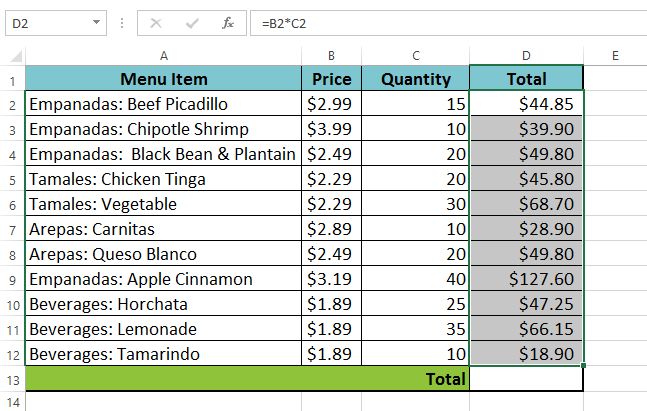 D2 fx =B2*C2
A B C D E
1 Menu Item Price Quantity Total
2 Empanadas: Beef Picadillo $2.99 15 $44.85
3 Empanadas: Chipotle Shrimp $3.99 10 $39.90
4 Empanadas: Black Bean & Plantain $2.49 20 $49.80
5 Tamales: Chicken Tinga $2.29 20 $45.80
6 Tamales: Vegetable $2.29 30 $68.70
7 Arepas: Carnitas $2.89 10 $28.90
8 Arepas: Queso Blanco $2.49 20 $49.80
9 Empanadas: Apple Cinnamon $3.19 40 $127.60
10 Beverages: Horchata $1.89 25 $47.25
11 Beverages: Lemonade $1.89 35 $66.15
12 Beverages: Tamarindo $1.89 10 $18.90
13 Total
14